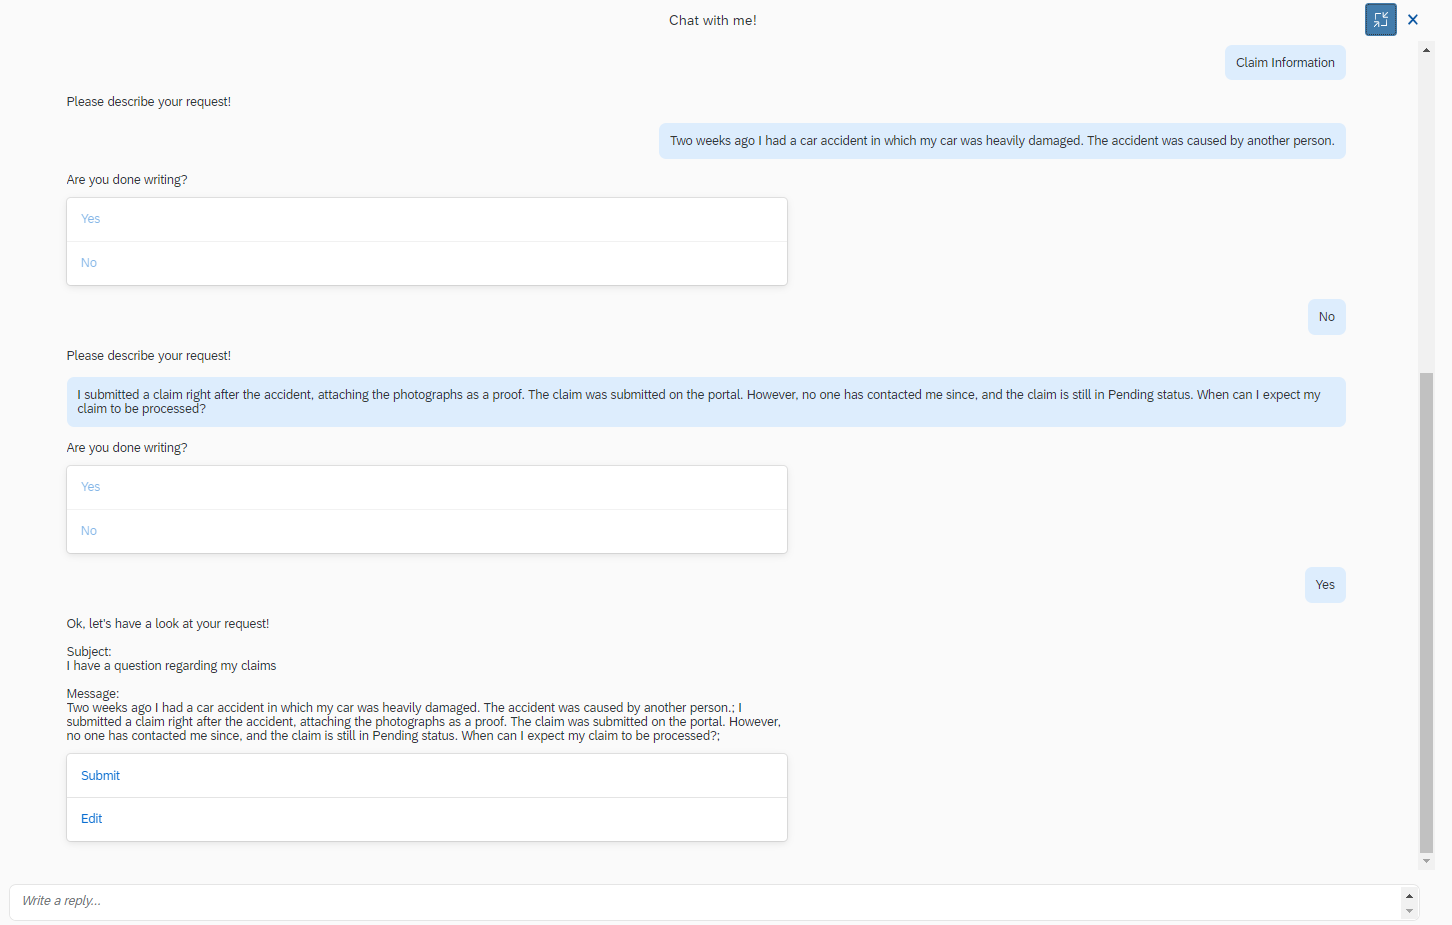 Chat with me!
Claim Information
Please describe your request!
Two weeks ago I had a car accident in which my car was heavily damaged. The accident was caused by another person.
Are you done writing?
Yes
No
No
Please describe your request!
I submitted a claim right after the accident, attaching the photographs as a proof. The claim was submitted on the portal. However, no one has contacted me since, and the claim is still in Pending status. When can I expect my
claim to be processed?
Are you done writing?
Yes
No
Yes
Ok, let's have a look at your request!
Subject:
I have a question regarding my claims
Message:
Two weeks ago I had a car accident in which my car was heavily damaged. The accident was caused by another person.; I
submitted a claim right after the accident, attaching the photographs as a proof. The claim was submitted on the portal. However,
no one has contacted me since, and the claim is still in Pending status. When can I expect my claim to be processed?;
Submit
Edit
Write a reply...